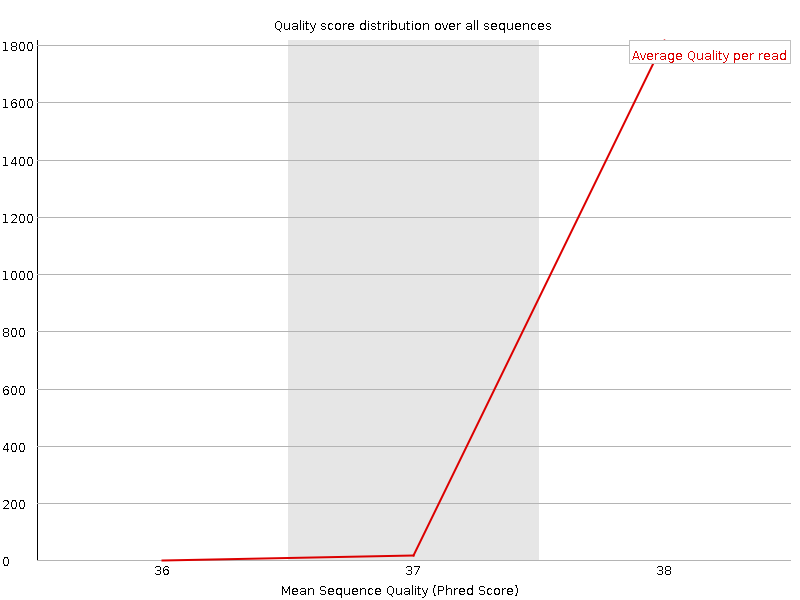 Quality score distribution over all sequences
1800
Average Quality per read
1600
1400
1200
1000
800
600
400
200
0
36 37 38
Mean Sequence Quality (Phred Score)